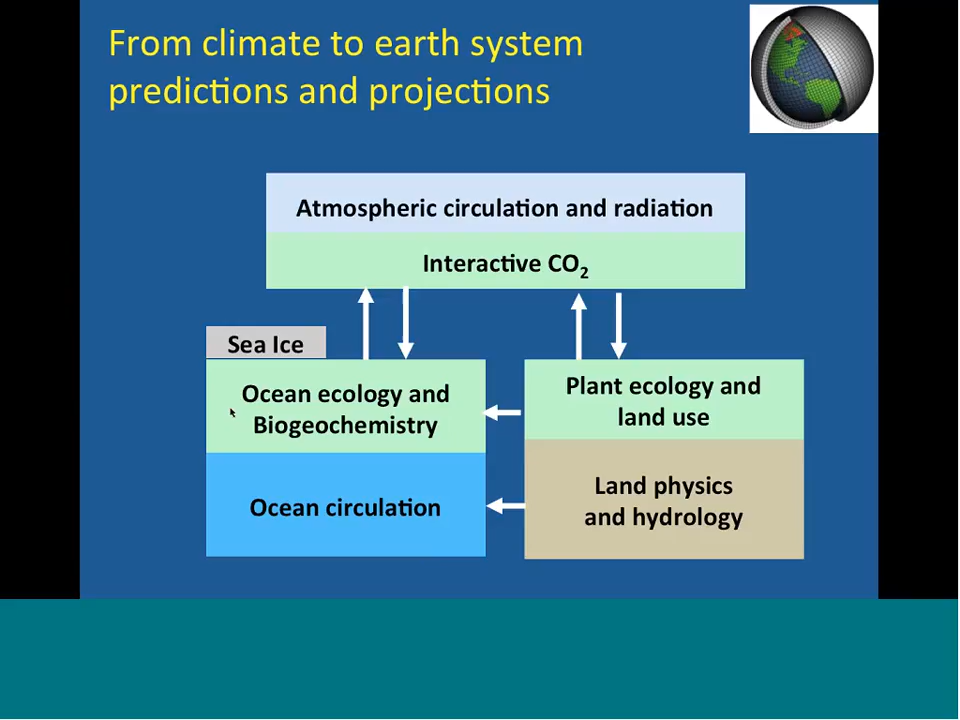 From climate to earth system
predictions and projections
Atmospheric circulation and radiation
Interactive CO₂
Sea Ice
Ocean ecology and
Biogeochemistry
Plant ecology and
land use
Ocean circulation
Land physics
and hydrology